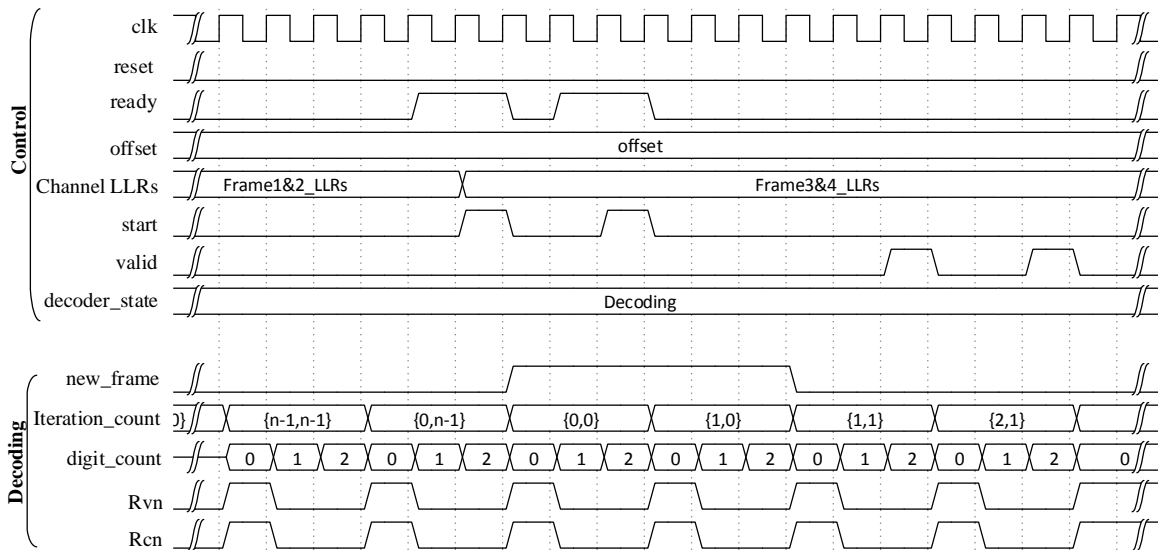 Control
clk
reset
ready
offset offset
Channel LLRs Frame1&2_LLRs Frame3&4_LLRs
start
valid
decoder_state Decoding
Decoding
new_frame
Iteration_count 0} {n-1,n-1} {0,n-1} {0,0} {1,0} {1,1} {2,1}
digit_count 0 1 2 0 1 2 0 1 2 0 1 2 0 1 2 0 1 2 0
Rvn
Rcn